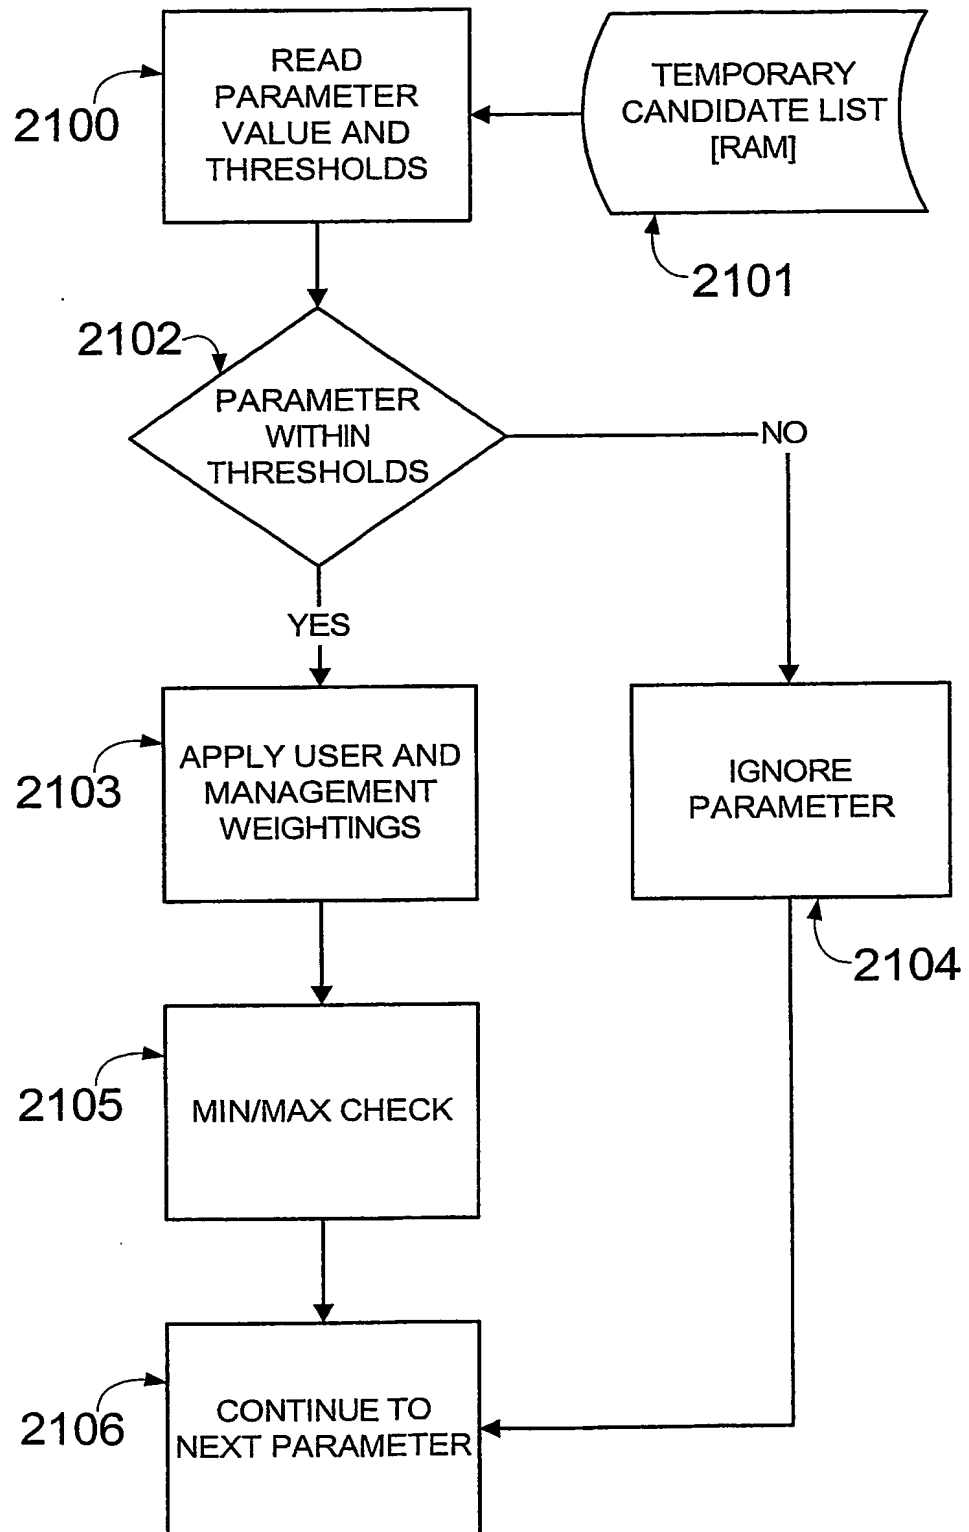 READ
PARAMETER
VALUE AND
THRESHOLDS
2100
TEMPORARY
CANDIDATE LIST
[RAM]
2101
2102
PARAMETER
WITHIN
THRESHOLDS
NO
YES
2103
APPLY USER AND
MANAGEMENT
WEIGHTINGS
IGNORE
PARAMETER
2104
2105
MIN/MAX CHECK
2106
CONTINUE TO
NEXT PARAMETER